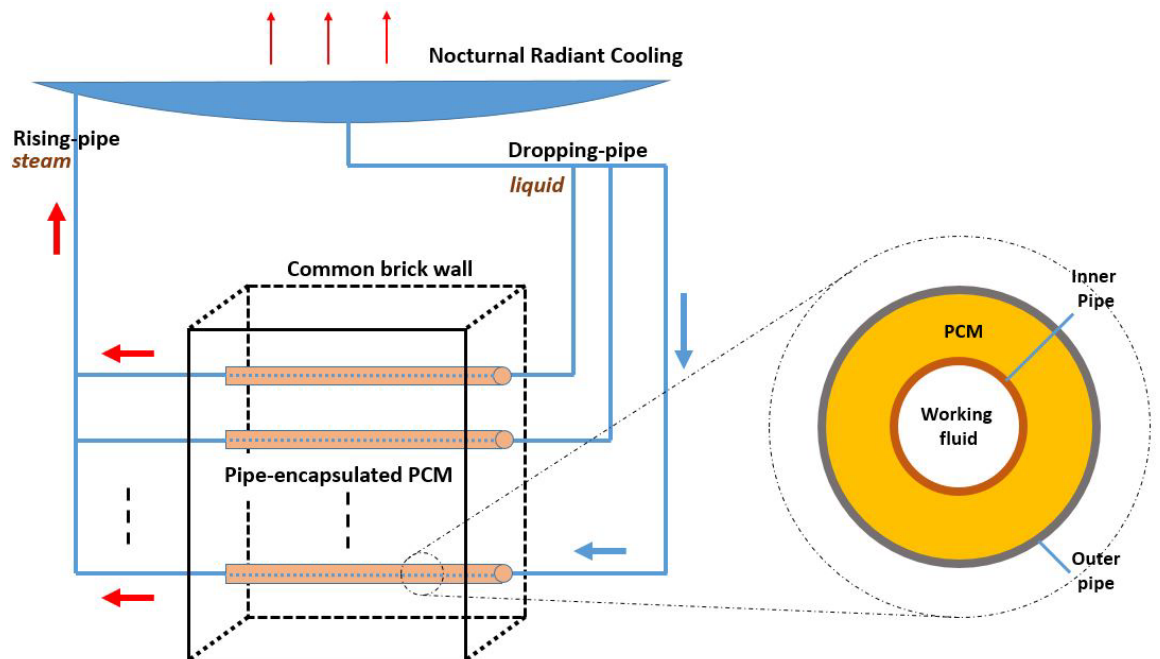 Nocturnal Radiant Cooling
Rising-pipe
steam
Dropping-pipe
liquid
Common brick wall
Pipe-encapsulated PCM
Inner
Pipe
PCM
Working
fluid
Outer
pipe